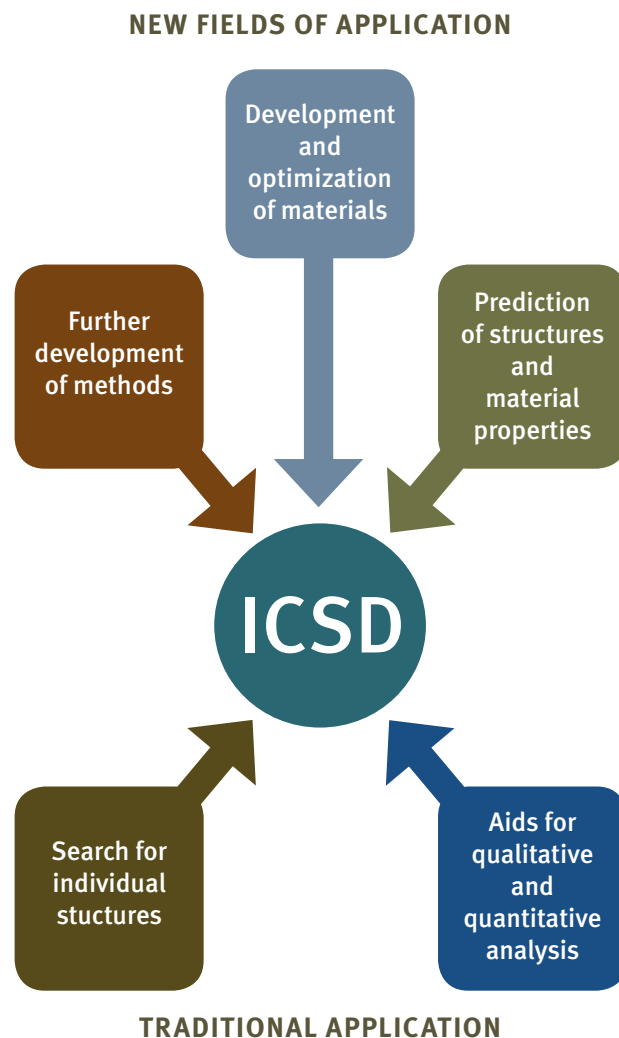 NEW FIELDS OF APPLICATION
Development
and
optimization
of materials
Further
development
of methods
Prediction
of structures
and
material
properties
ICSD
Search for
individual
stuctures
Aids for
qualitative
and
quantitative
analysis
TRADITIONAL APPLICATION